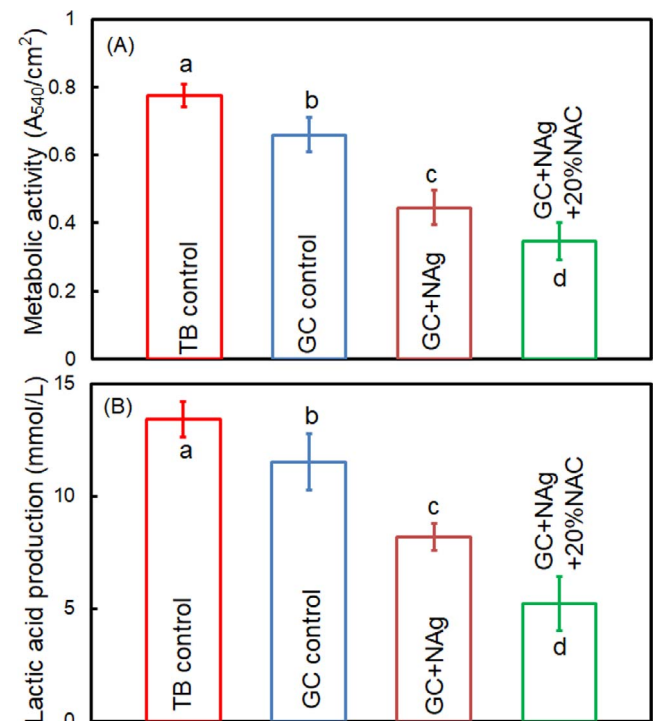 (A)
Metabolic activity (A540/cm2)
1
0.8
0.6
0.4
0.2
0
a
b
c
d
TB control
GC control
GC+NAg
GC+NAg
+20%NAC
(B)
Lactic acid production (mmol/L)
15
10
5
0
a
b
c
d
TB control
GC control
GC+NAg
GC+NAg
+20%NAC